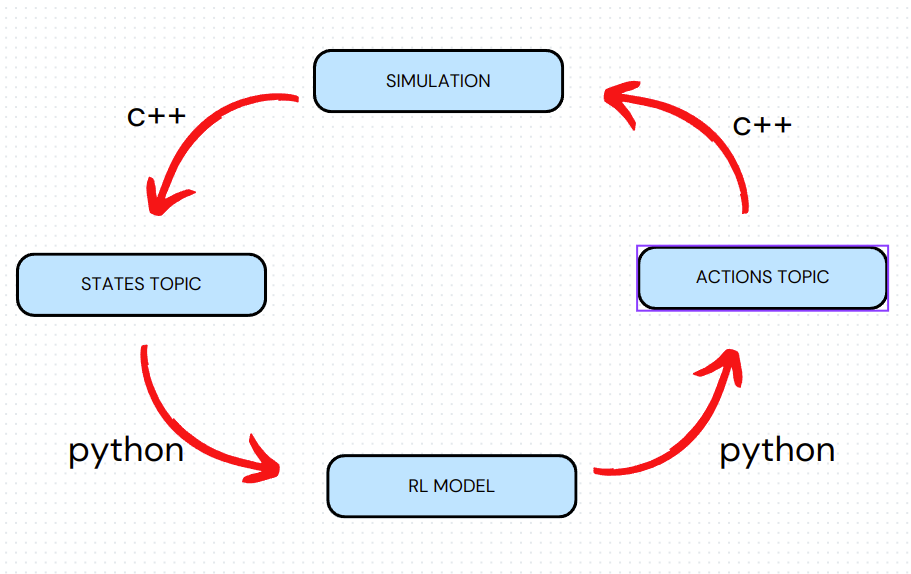 SIMULATION
c++
c++
STATES TOPIC
ACTIONS TOPIC
python
python
RL MODEL